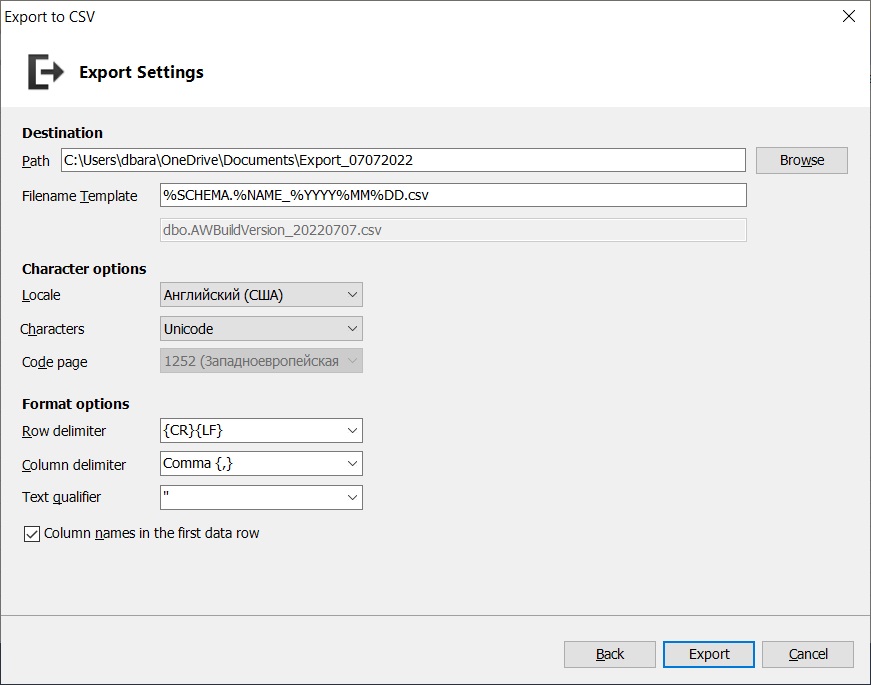 Export to CSV
Export Settings
Destination
Path C:\Users\dbara\OneDrive\Documents\Export_07072022 Browse
Filename Template %SCHEMA.%NAME_%YYYY%MM%DD.csv
dbo.AWBuildVersion_20220707.csv
Character options
Locale Английский (США)
Characters Unicode
Code page 1252 (Западноевропейская
Format options
Row delimiter {CR}{LF}
Column delimiter Comma {,}
Text qualifier "
Column names in the first data row
Back Export Cancel